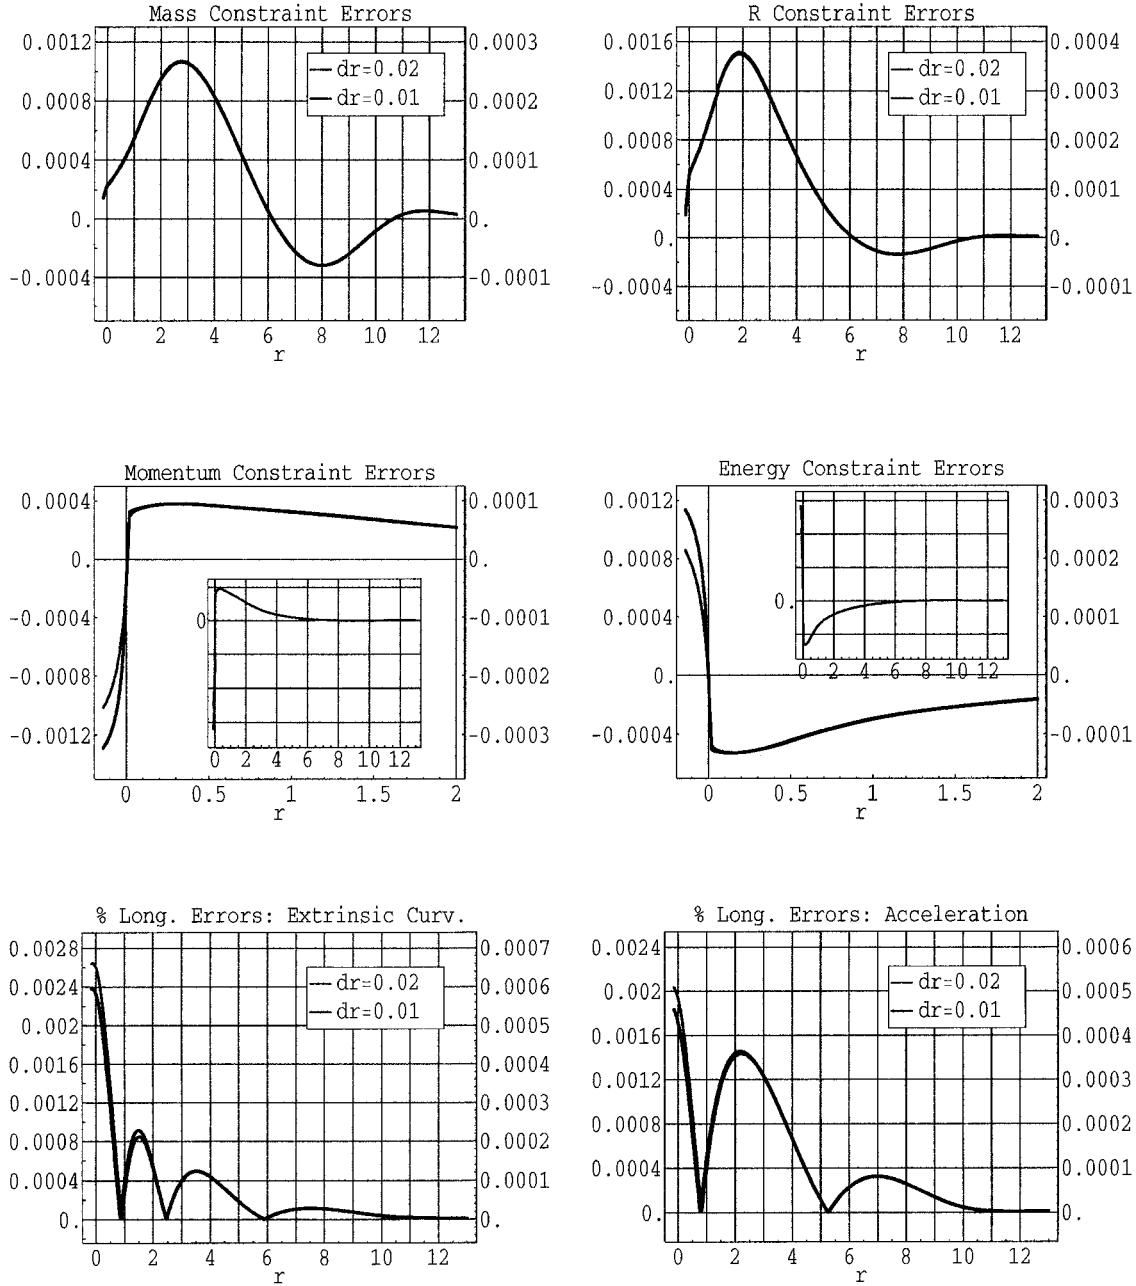 Mass Constraint Errors
0.0012 0.0003
dr=0.02
0.0008 dr=0.01 0.0002
0.0004 0.0001
0. 0.
-0.0004 -0.0001
0 2 4 6 8 10 12
r
R Constraint Errors
0.0016 0.0004
dr=0.02
0.0012 dr=0.01 0.0003
0.0008 0.0002
0.0004 0.0001
0. 0.
-0.0004 -0.0001
0 2 4 6 8 10 12
r
Momentum Constraint Errors
0.0004 0.0001
0. 0.
-0.0004 -0.0001
0
-0.0008 -0.0002
-0.0012 -0.0003
0 2 4 6 8 10 12
0 0.5 1 1.5 2
r
Energy Constraint Errors
0.0012 0.0003
0.0008 0.0002
0.
0.0004 0.0001
0 2 4 6 8 10 12
0. 0.
-0.0004 -0.0001
0 0.5 1 1.5 2
r
% Long. Errors: Extrinsic Curv.
0.0028 0.0007
dr=0.02
0.0024 0.0006
dr=0.01
0.002 0.0005
0.0016 0.0004
0.0012 0.0003
0.0008 0.0002
0.0004 0.0001
0. 0.
0 2 4 6 8 10 12
r
% Long. Errors: Acceleration
0.0024 0.0006
dr=0.02
0.002 0.0005
dr=0.01
0.0016 0.0004
0.0012 0.0003
0.0008 0.0002
0.0004 0.0001
0. 0.
0 2 4 6 8 10 12
r